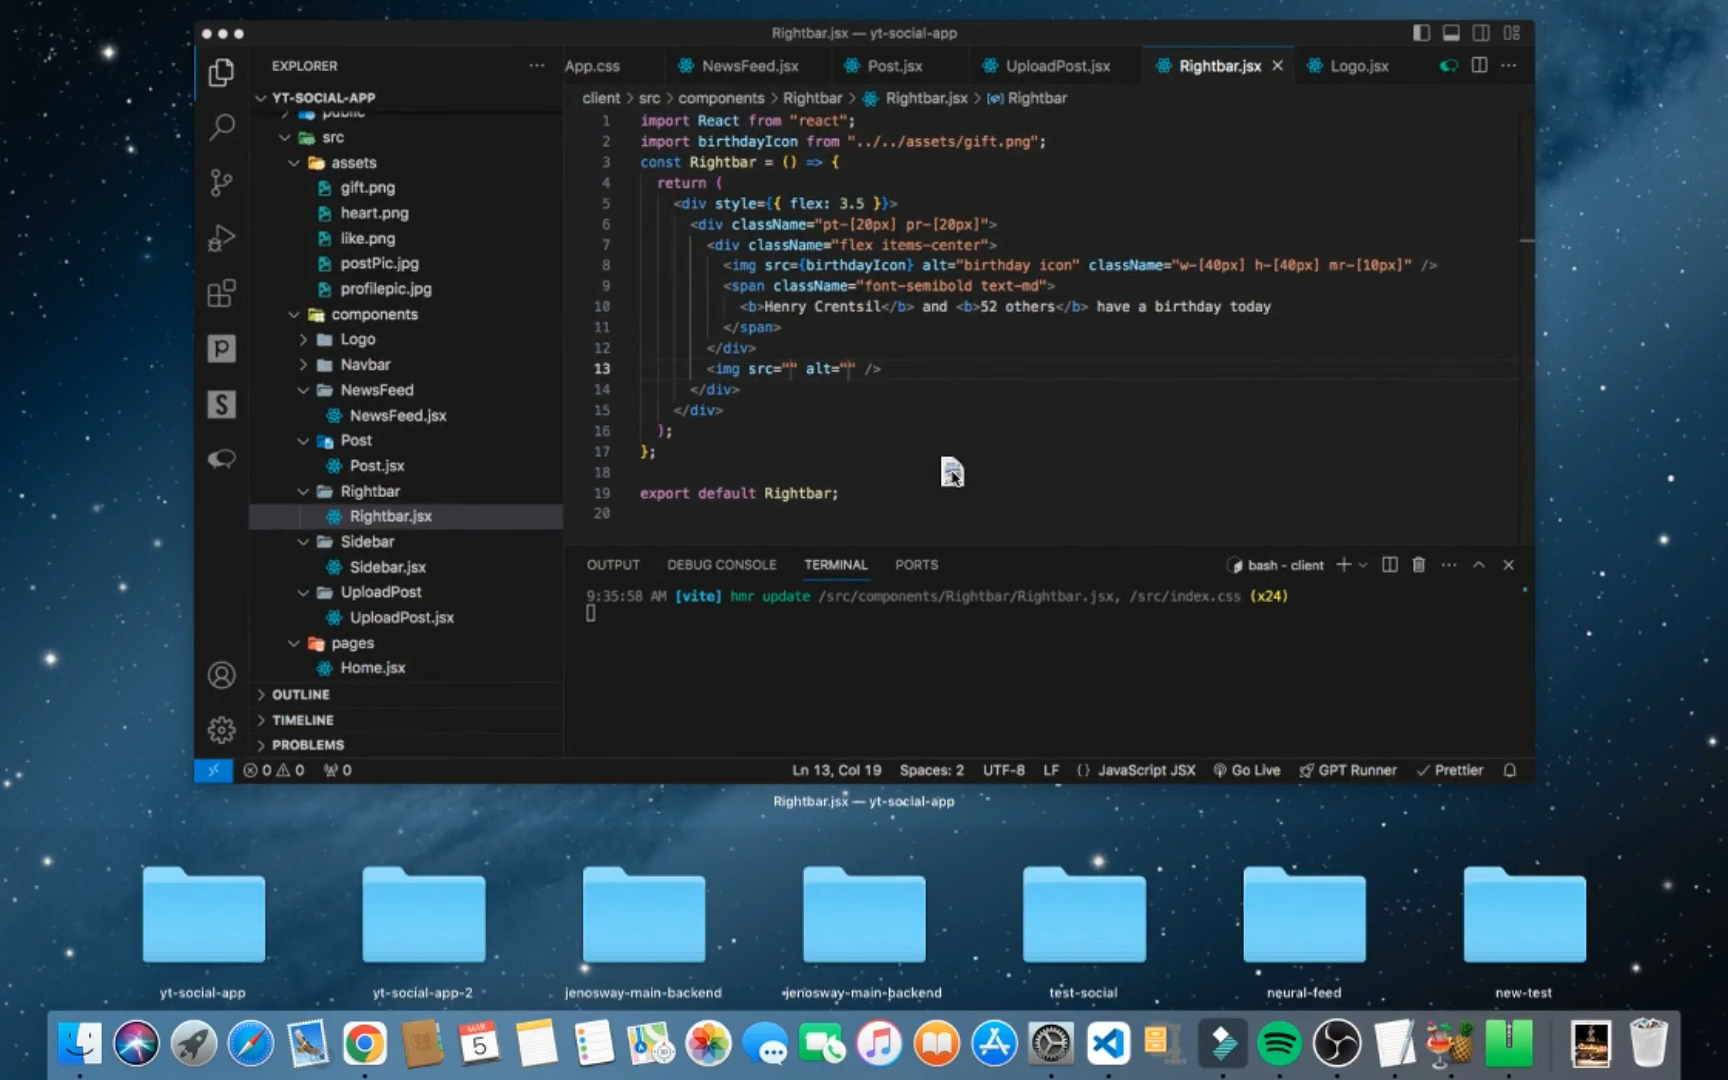 Rightbar.jsx — yt-social-app
EXPLORER
App.css
NewsFeed.jsx
Post.jsx
UploadPost.jsx
Rightbar.jsx
Logo.jsx
YT-SOCIAL-APP
client > src > components > Rightbar > Rightbar.jsx > Rightbar
public
src
assets
gift.png
heart.png
like.png
postPic.jpg
profilepic.jpg
components
Logo
Navbar
NewsFeed
NewsFeed.jsx
Post
Post.jsx
Rightbar
Rightbar.jsx
Sidebar
Sidebar.jsx
UploadPost
UploadPost.jsx
pages
Home.jsx
OUTLINE
TIMELINE
PROBLEMS
1 import React from "react";
2 import birthdayIcon from "../../assets/gift.png";
3 const Rightbar = () => {
4 return (
5 <div style={{ flex: 3.5 }}>
6 <div className="pt-[20px] pr-[20px]">
7 <div className="flex items-center">
8 <img src={birthdayIcon} alt="birthday icon" className="w-[40px] h-[40px] mr-[10px]" />
9 <span className="font-semibold text-md">
10 <b>Henry Crentsil</b> and <b>52 others</b> have a birthday today
11 </span>
12 </div>
13 <img src="" alt="" />
14 </div>
15 </div>
16 );
17 };
18
19 export default Rightbar;
20
OUTPUT DEBUG CONSOLE TERMINAL PORTS
bash - client
9:35:58 AM [vite] hmr update /src/components/Rightbar/Rightbar.jsx, /src/index.css (x24)
0 0 0
Ln 13, Col 19 Spaces: 2 UTF-8 LF {} JavaScript JSX Go Live GPT Runner Prettier
Rightbar.jsx — yt-social-app
yt-social-app
yt-social-app-2
jenosway-main-backend
jenosway-main-backend
test-social
neural-feed
new-test
MAR
5